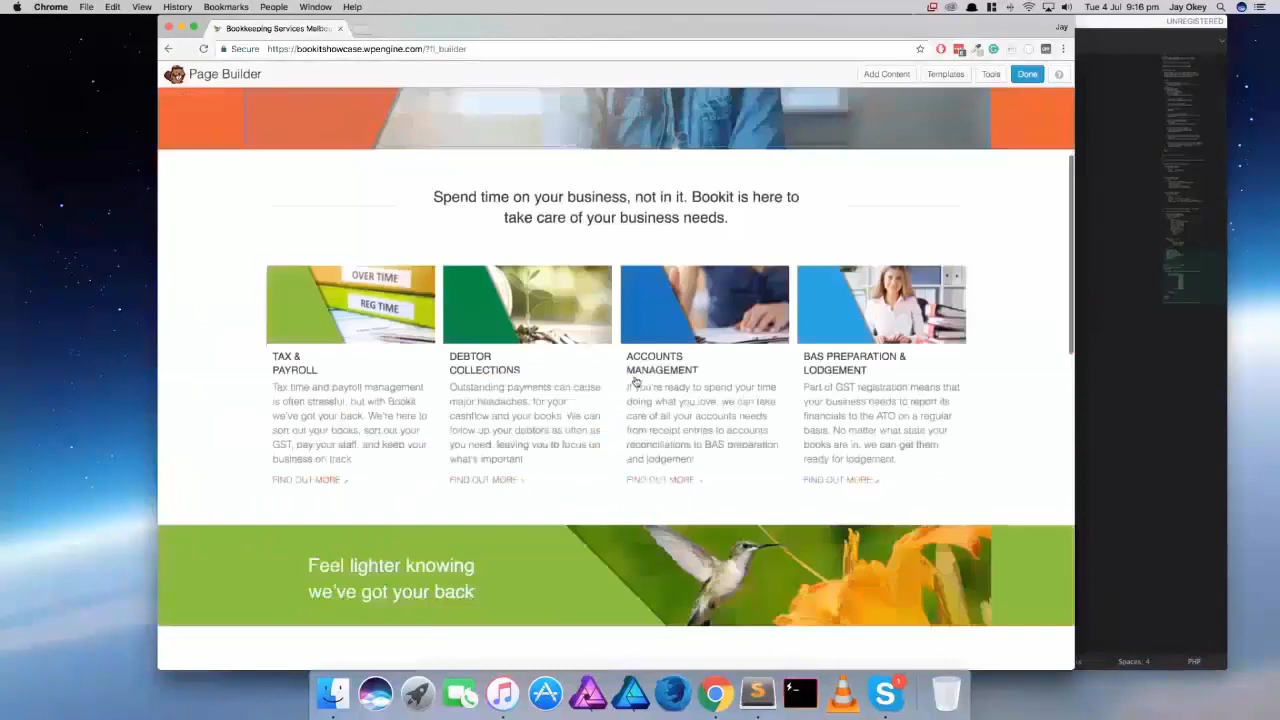 Chrome File Edit View History Bookmarks People Window Help
Tue 4 Jul 9:16 pm Jay Okey
UNREGISTERED
Bookkeeping Services Melbou
Jay
Secure https://bookitshowcase.wpengine.com/?fl_builder
Page Builder
Add Content Templates Tools Done ?
Spend time on your business, not in it. Bookit is here to
take care of your business needs.
OVER TIME
REG TIME
TAX &
PAYROLL
Tax time and payroll management
is often stressful, but with Bookit
we've got your back. We're here to
sort out your books, sort out your
GST, pay your staff, and keep your
business on track
FIND OUT MORE
DEBTOR
COLLECTIONS
Outstanding payments can cause
major headaches, for your
cashflow and your books. We can
follow up your debtors as often as
you need, leaving you to focus on
what's important
FIND OUT MORE
ACCOUNTS
MANAGEMENT
If you're ready to spend your time
doing what you love, we can take
care of all your accounts needs
from receipt entries to accounts
reconciliations to BAS preparation
and lodgement
FIND OUT MORE
BAS PREPARATION &
LODGEMENT
Part of GST registration means that
your business needs to report its
financials to the ATO on a regular
basis. No matter what state your
books are in, we can get them
ready for lodgement.
FIND OUT MORE
Feel lighter knowing
we've got your back
Spaces: 4 PHP
1